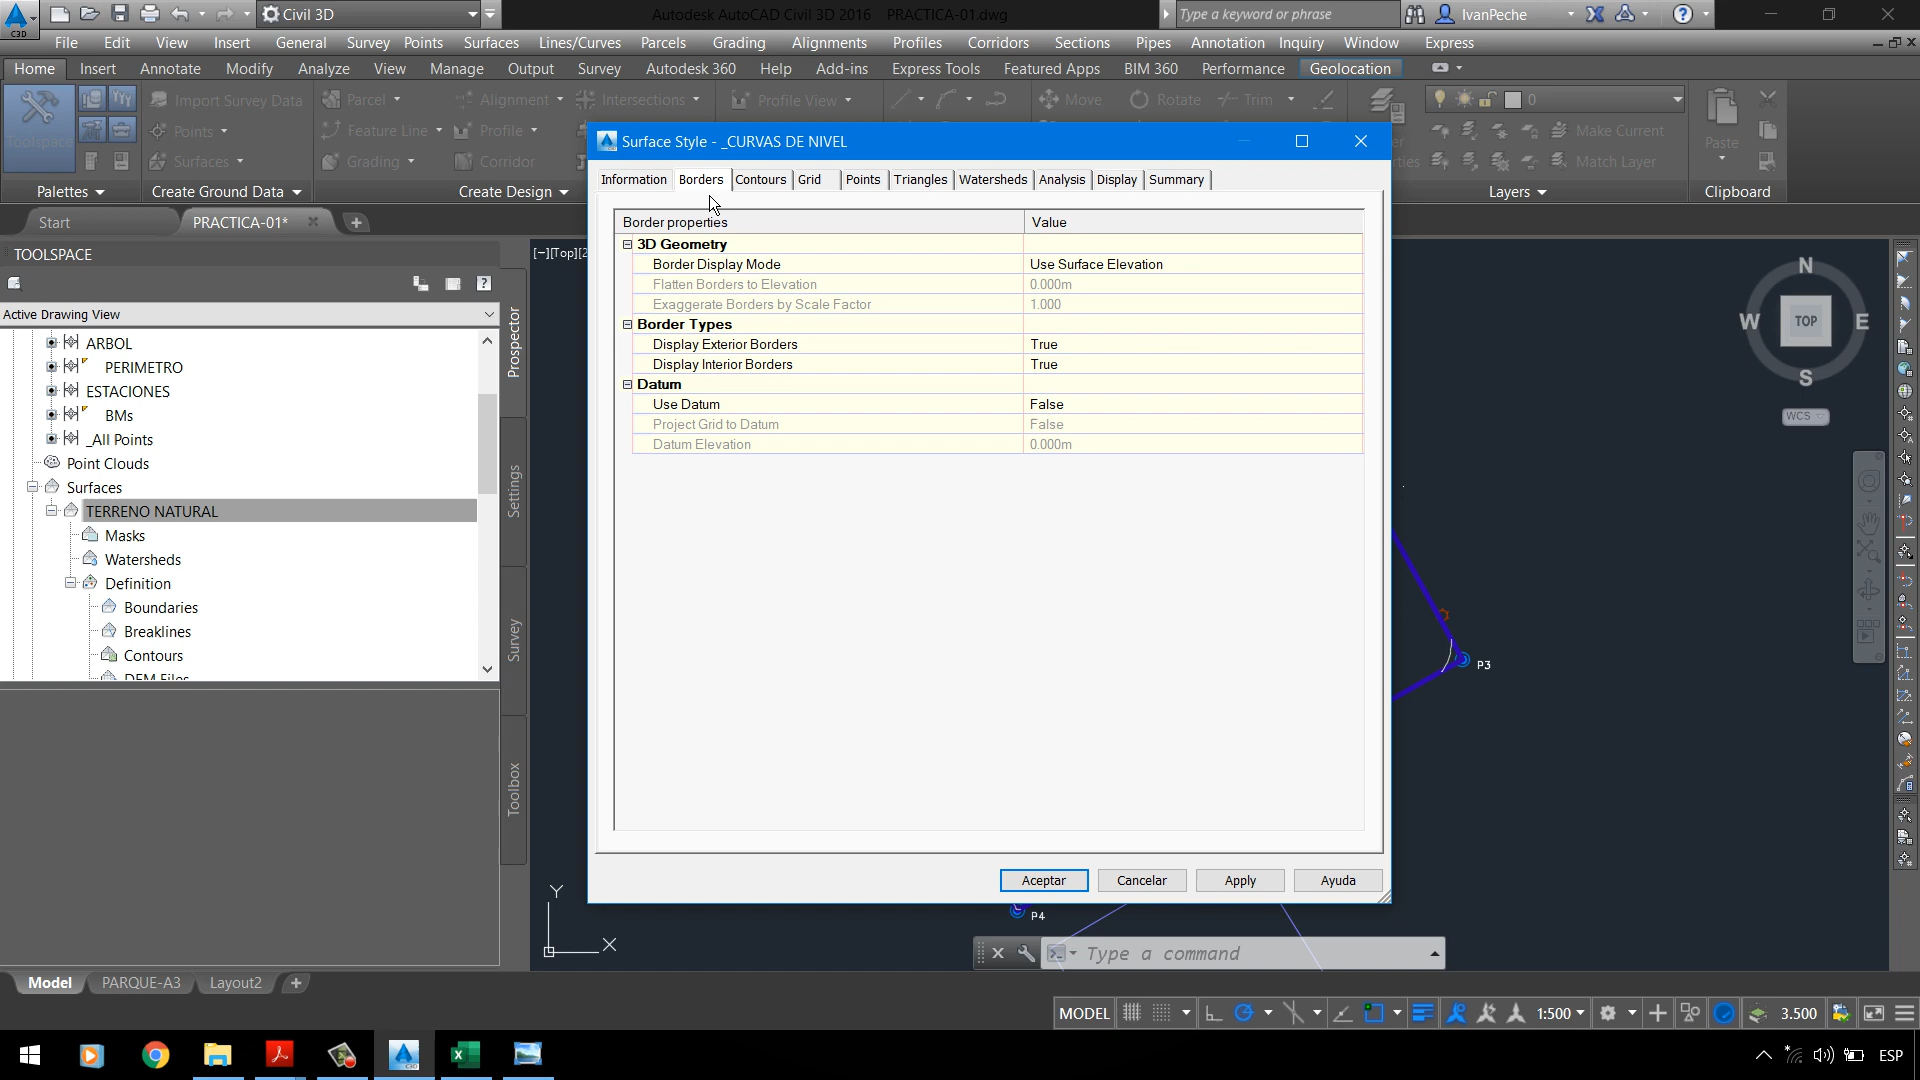 C3D Civil 3D Autodesk AutoCAD Civil 3D 2016 PRACTICA-01.dwg Type a keyword or phrase IvanPeche
File Edit View Insert General Survey Points Surfaces Lines/Curves Parcels Grading Alignments Profiles Corridors Sections Pipes Annotation Inquiry Window Express
Home Insert Annotate Modify Analyze View Manage Output Survey Autodesk 360 Help Add-ins Express Tools Featured Apps BIM 360 Performance Geolocation
Import Survey Data Parcel Alignment Intersections Profile View Move Rotate Trim 0
Toolspace Points Feature Line Profile Make Current Paste
Surfaces Grading Corridor Match Layer
Palettes Create Ground Data Create Design Layers Clipboard
Start PRACTICA-01*
TOOLSPACE
Active Drawing View
ARBOL
PERIMETRO
ESTACIONES
BMs
_All Points
Point Clouds
Surfaces
TERRENO NATURAL
Masks
Watersheds
Definition
Boundaries
Breaklines
Contours
DEM Files
Prospector
Settings
Survey
Toolbox
[−][Top][2
Surface Style - _CURVAS DE NIVEL
Information Borders Contours Grid Points Triangles Watersheds Analysis Display Summary
Border properties Value
3D Geometry
Border Display Mode Use Surface Elevation
Flatten Borders to Elevation 0.000m
Exaggerate Borders by Scale Factor 1.000
Border Types
Display Exterior Borders True
Display Interior Borders True
Datum
Use Datum False
Project Grid to Datum False
Datum Elevation 0.000m
Aceptar Cancelar Apply Ayuda
N
W TOP E
S
WCS
P3
P4
Y
X
Type a command
Model PARQUE-A3 Layout2
MODEL 1:500 3.500
ESP